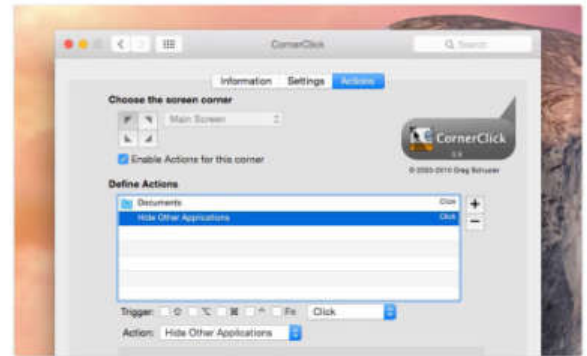 CornerClick
Search
Information Settings Actions
Choose the screen corner
Main Screen
Enable Actions for this corner
CornerClick
Define Actions
Documents Click
Hide Other Applications Click
Trigger: ⇧ ⌥ ⌘ ^ Fn Click
Action: Hide Other Applications